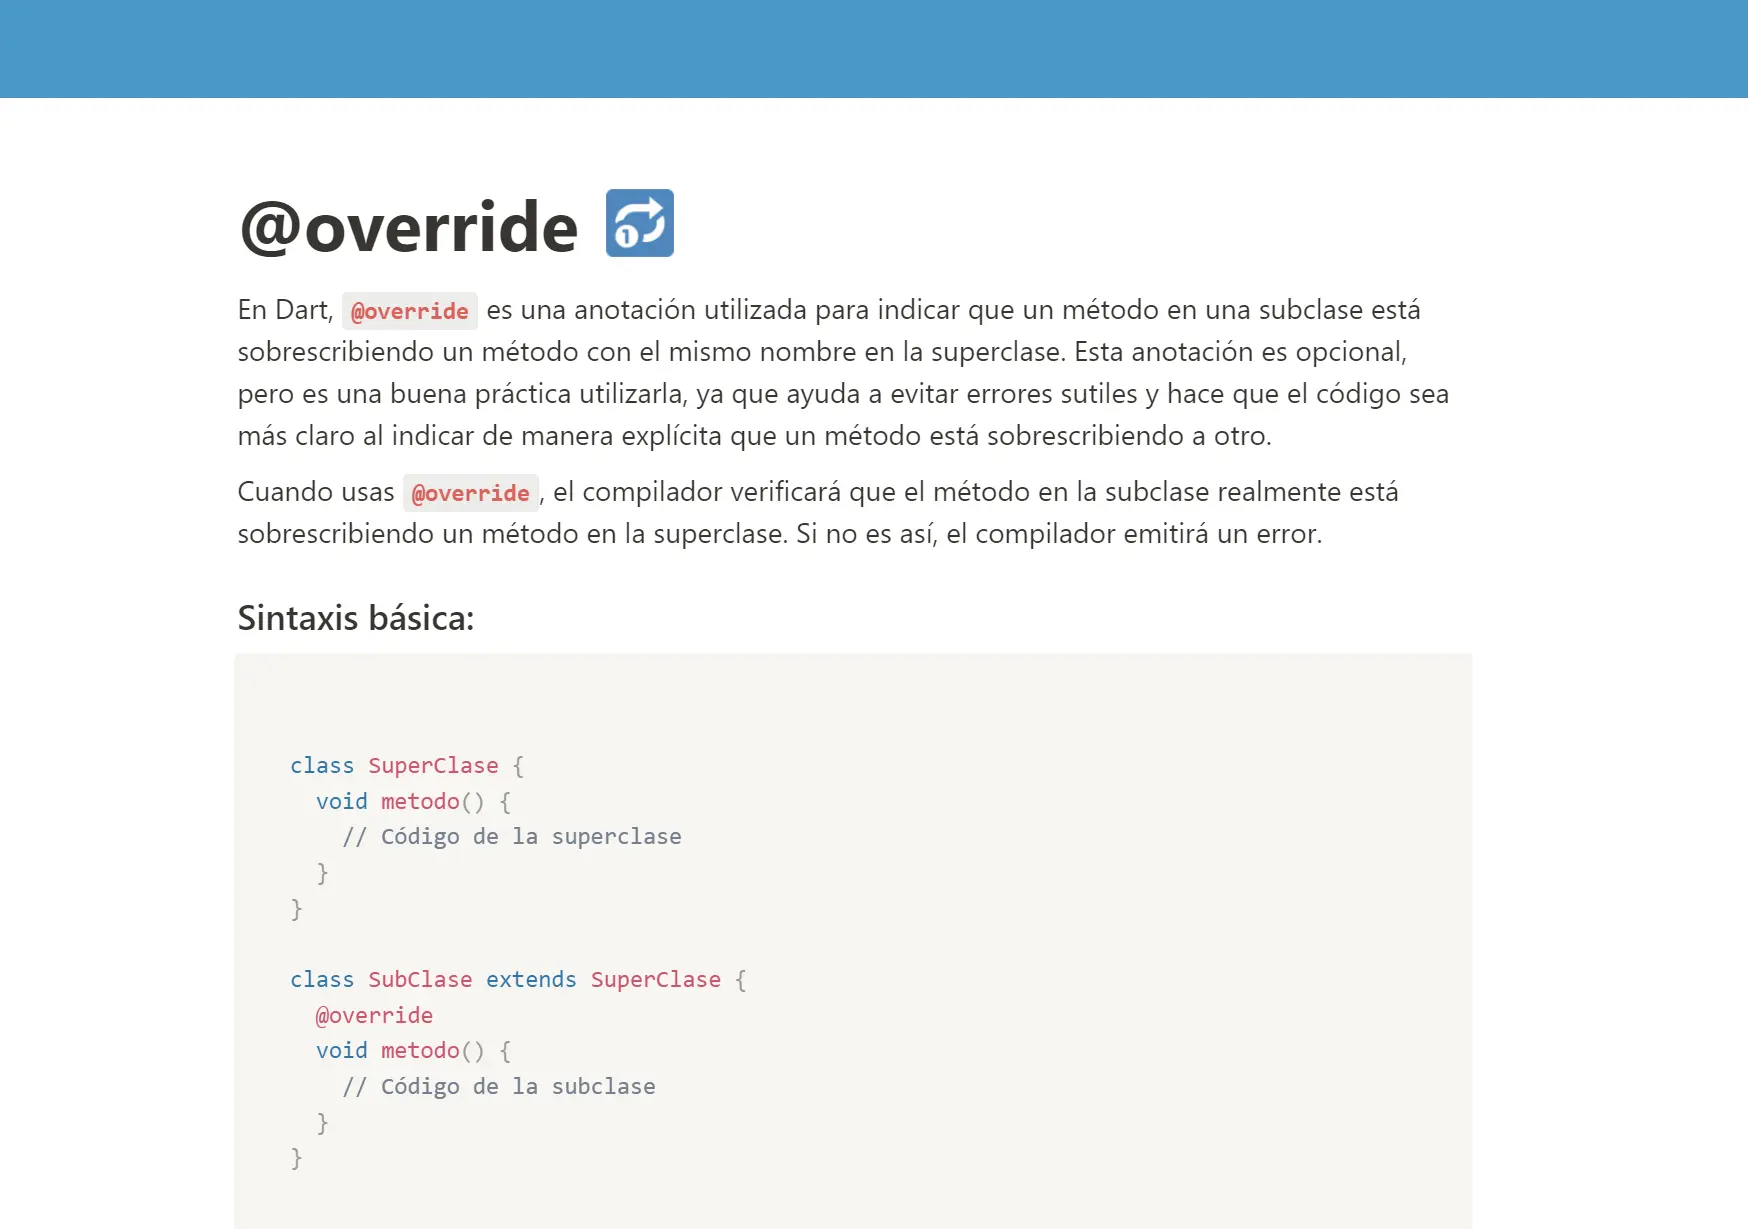 @override 🔂
En Dart, @override es una anotación utilizada para indicar que un método en una subclase está
sobrescribiendo un método con el mismo nombre en la superclase. Esta anotación es opcional,
pero es una buena práctica utilizarla, ya que ayuda a evitar errores sutiles y hace que el código sea
más claro al indicar de manera explícita que un método está sobrescribiendo a otro.
Cuando usas @override, el compilador verificará que el método en la subclase realmente está
sobrescribiendo un método en la superclase. Si no es así, el compilador emitirá un error.
Sintaxis básica:
class SuperClase {
  void metodo() {
    // Código de la superclase
  }
}
class SubClase extends SuperClase {
  @override
  void metodo() {
    // Código de la subclase
  }
}